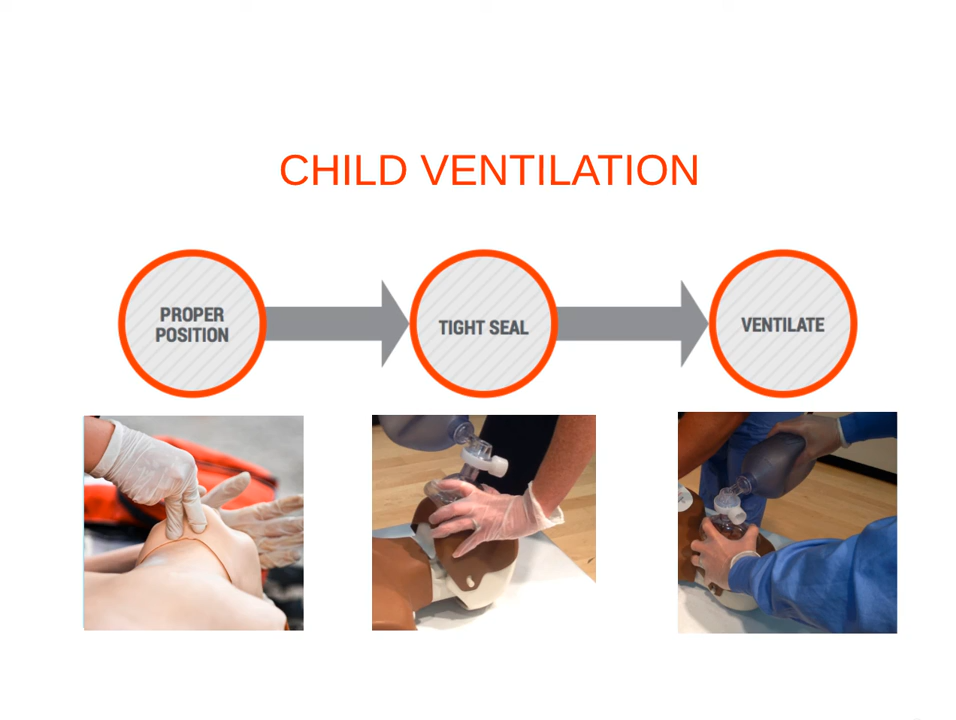 CHILD VENTILATION
PROPER
POSITION
TIGHT SEAL
VENTILATE